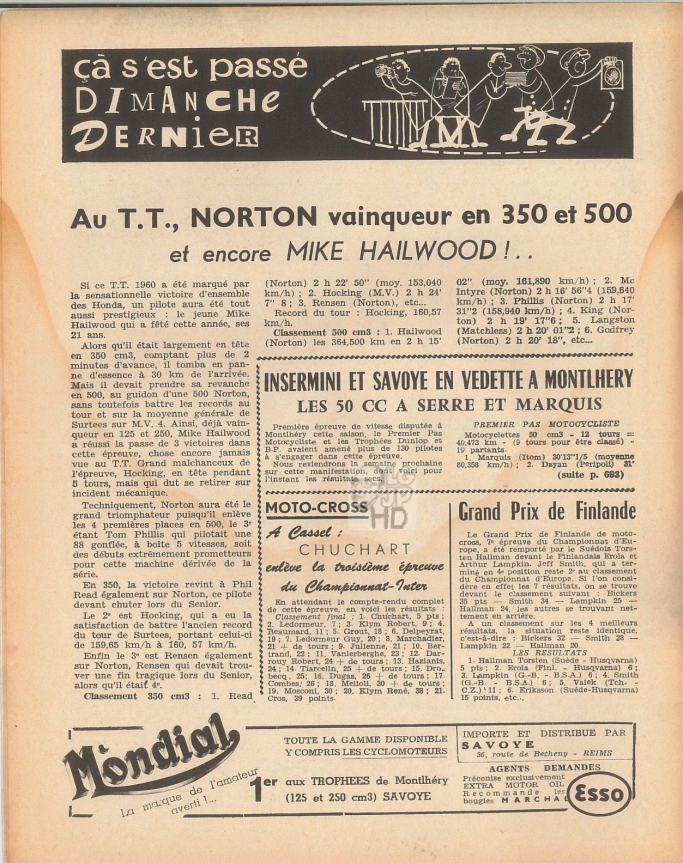 çà s'est passé
DIMANCHE
DERNIER
Au T.T., NORTON vainqueur en 350 et 500
et encore MIKE HAILWOOD !..
Si ce T.T. 1960 a été marqué par
la sensationnelle victoire d'ensemble
des Honda, un pilote aura été tout
aussi prestigieux : le jeune Mike
Hailwood qui a fêté cette année, ses
21 ans.
Alors qu'il était largement en tête
en 350 cm3, comptant plus de 2
minutes d'avance, il tomba en pan-
ne d'essence à 30 km de l'arrivée.
Mais il devait prendre sa revanche
en 500, au guidon d'une 500 Norton,
sans toutefois battre les records au
tour et sur la moyenne générale de
Surtees sur M.V. 4. Ainsi, déjà vain-
queur en 125 et 250, Mike Hailwood
a réussi la passe de 3 victoires dans
cette épreuve, chose encore jamais
vue au T.T. Grand malchanceux de
l'épreuve, Hocking, en tête pendant
5 tours, mais qui dut se retirer sur
incident mécanique.
Techniquement, Norton aura été le
grand triomphateur puisqu'il enlève
les 4 premières places en 500, le 3e
étant Tom Phillis qui pilotait une
88 gonflée, à boîte 5 vitesses, soit
des débuts extrêmement prometteurs
pour cette machine dérivée de la
série.
En 350, la victoire revint à Phil
Read également sur Norton, ce pilote
devant chuter lors du Senior.
Le 2e est Hocking, qui a eu la
satisfaction de battre l'ancien record
du tour de Surtees, portant celui-ci
de 159,65 km/h à 160, 57 km/h.
Enfin le 3e est Rensen également
sur Norton, Rensen qui devait trou-
ver une fin tragique lors du Senior,
alors qu'il était 4e.
Classement 350 cm3 : 1. Read
(Norton) 2 h 22' 50" (moy. 153,040
km/h) ; 2. Hocking (M.V.) 2 h 24'
7" 8 ; 3. Rensen (Norton), etc...
Record du tour : Hocking, 160,57
km/h.
Classement 500 cm3 : 1. Hailwood
(Norton) les 364,500 km en 2 h 15'
02" (moy. 161,890 km/h) ; 2. Mc
Intyre (Norton) 2 h 16' 56"4 (159,640
km/h) ; 3. Phillis (Norton) 2 h 17'
31"2 (158,940 km/h) ; 4. King (Nor-
ton) 2 h 19' 17"6 ; 5. Langston
(Matchless) 2 h 20' 01"2 ; 6. Godfrey
(Norton) 2 h 20' 18", etc...
INSERMINI ET SAVOYE EN VEDETTE A MONTLHERY
LES 50 CC A SERRE ET MARQUIS
Première épreuve de vitesse disputée à
Montlhéry cette saison, le Premier Pas
Motocycliste et les Trophées Dunlop et
B.P. avaient amené plus de 130 pilotes
à s'engager dans cette épreuve.
Nous reviendrons la semaine prochaine
sur cette manifestation, dont voici pour
l'instant les résultats secs.
PREMIER PAS MOTOCYCLISTE
Motocyclettes 50 cm3 - 12 tours =
40,473 km - (9 tours pour être classé) -
19 partants.
1. Marquis (Itom) 30'13"1/5 (moyenne
80,358 km/h) ; 2. Dayan (Peripoli) 31'
(suite p. 693)
MOTO-CROSS
A Cassel :
CHUCHART
enlève la troisième épreuve
du Championnat-Inter
En attendant le compte-rendu complet
de cette épreuve, en voici les résultats :
Classement final : 1. Chuchart, 5 pts ;
2. Ledormeur, 7 ; 3. Klym Robert, 9 ; 4.
Beaumard, 11 ; 5. Grout, 18 ; 6. Delpeyrat,
19 ; 7. Ledormeur Guy, 20 ; 8. Marchadier,
21 + de tours ; 9. Julienne, 21 ; 10. Ber-
trand, 22 ; 11. Vanlerberghe, 23 ; 12. Dar-
rouy Robert, 24 + de tours ; 13. Hazianis,
24 ; 14. Tiarcelin, 25 + de tours ; 15. Dro-
becq, 25 ; 16. Dugas, 26 + de tours ; 17.
Combes, 26 ; 18. Melioli, 30 + de tours ;
19. Mosconi, 30 ; 20. Klym René, 38 ; 21.
Cros, 39 points.
Grand Prix de Finlande
Le Grand Prix de Finlande de moto-
cross, 7e épreuve du Championnat d'Eu-
rope, a été remporté par le Suédois Tors-
ten Hallman devant le Finlandais Erola et
Arthur Lampkin. Jeff Smith, qui a ter-
miné en 4e position reste 2e au classement
du Championnat d'Europe. Si l'on consi-
dère en effet les 7 résultats, on se trouve
devant le classement suivant : Bickers
35 pts — Smith 34 — Lampkin 25 —
Hallman 24, les autres se trouvant net-
tement en arrière.
A un classement sur les 4 meilleurs
résultats, la situation reste identique,
c'est-à-dire : Bickers 32 — Smith 28 —
Lampkin 22 — Hallman 20.
LES RÉSULTATS
1. Hallman Torsten (Suède - Husqvarna)
5 pts ; 2. Erola (Finl. - Husqvarna) 6 ;
3. Lampkin (G.-B. - B.S.A.) 6 ; 4. Smith
(G.-B. - B.S.A.) 6 ; 5. Valek (Tch. -
C.Z.) 11 ; 6. Eriksson (Suède-Husqvarna)
15 points, etc...
Mondial
La marque de l'amateur
averti !...
TOUTE LA GAMME DISPONIBLE
Y COMPRIS LES CYCLOMOTEURS
1er aux TROPHEES de Montlhéry
(125 et 250 cm3) SAVOYE
IMPORTE ET DISTRIBUE PAR
SAVOYE
36, route de Betheny - REIMS
AGENTS DEMANDES
Préconise exclusivement
EXTRA MOTOR OIL
Recommande les
bougies MARCHAL
Esso
HD